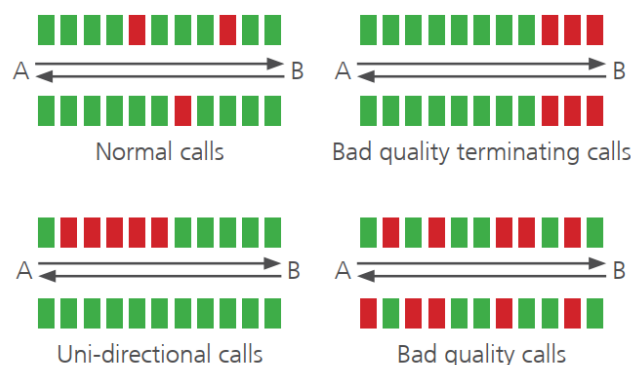 A B
A B
Normal calls
Bad quality terminating calls
A B
A B
Uni-directional calls
Bad quality calls